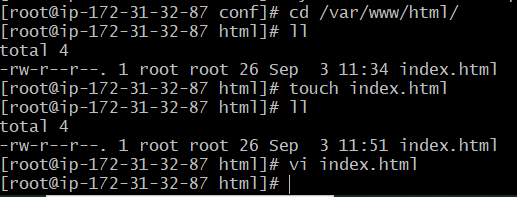 [root@ip-172-31-32-87 conf]# cd /var/www/html/
[root@ip-172-31-32-87 html]# ll
total 4
-rw-r--r--. 1 root root 26 Sep  3 11:34 index.html
[root@ip-172-31-32-87 html]# touch index.html
[root@ip-172-31-32-87 html]# ll
total 4
-rw-r--r--. 1 root root 26 Sep  3 11:51 index.html
[root@ip-172-31-32-87 html]# vi index.html
[root@ip-172-31-32-87 html]#